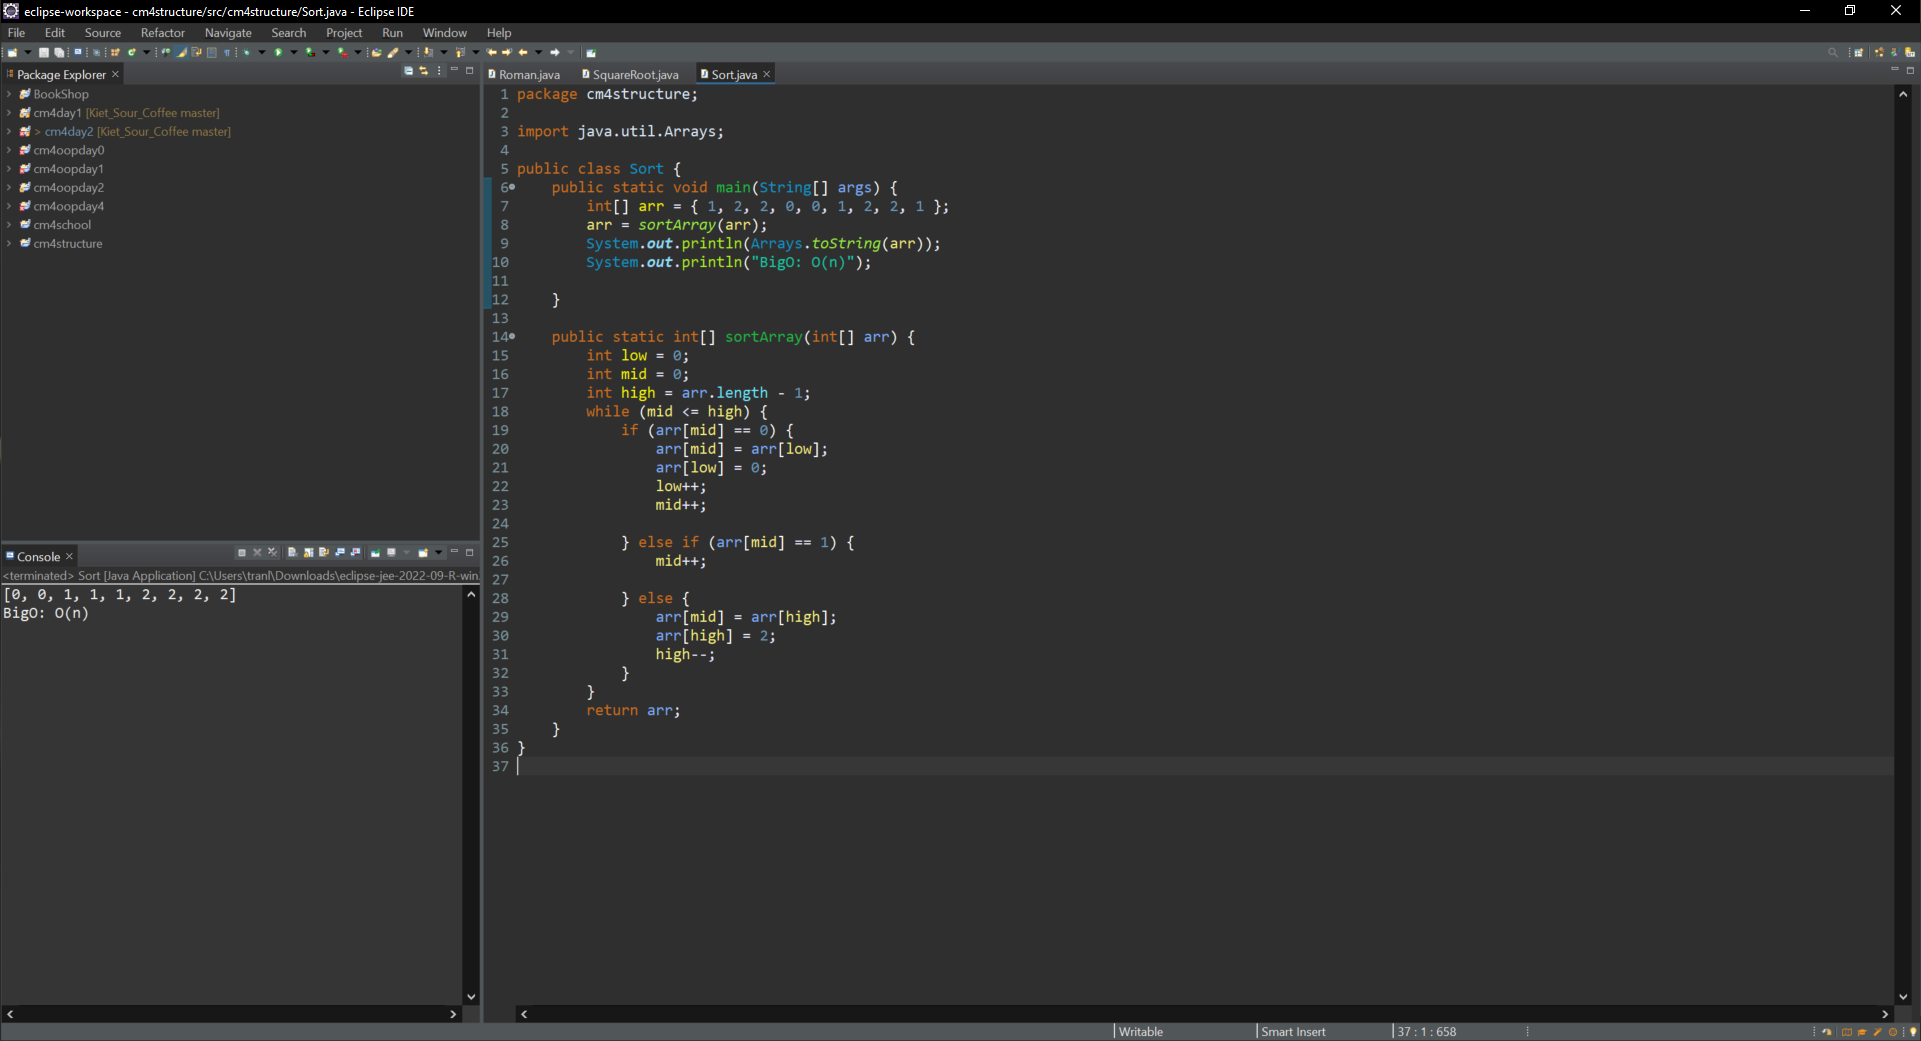 eclipse-workspace - cm4structure/src/cm4structure/Sort.java - Eclipse IDE
File Edit Source Refactor Navigate Search Project Run Window Help
Package Explorer
BookShop
cm4day1 [Kiet_Sour_Coffee master]
> cm4day2 [Kiet_Sour_Coffee master]
cm4oopday0
cm4oopday1
cm4oopday2
cm4oopday4
cm4school
cm4structure
Console
<terminated> Sort [Java Application] C:\Users\tranl\Downloads\eclipse-jee-2022-09-R-win
[0, 0, 1, 1, 1, 2, 2, 2, 2]
BigO: O(n)
Roman.java SquareRoot.java Sort.java
1 package cm4structure;
2
3 import java.util.Arrays;
4
5 public class Sort {
6 public static void main(String[] args) {
7 int[] arr = { 1, 2, 2, 0, 0, 1, 2, 2, 1 };
8 arr = sortArray(arr);
9 System.out.println(Arrays.toString(arr));
10 System.out.println("BigO: O(n)");
11
12 }
13
14 public static int[] sortArray(int[] arr) {
15 int low = 0;
16 int mid = 0;
17 int high = arr.length - 1;
18 while (mid <= high) {
19 if (arr[mid] == 0) {
20 arr[mid] = arr[low];
21 arr[low] = 0;
22 low++;
23 mid++;
24
25 } else if (arr[mid] == 1) {
26 mid++;
27
28 } else {
29 arr[mid] = arr[high];
30 arr[high] = 2;
31 high--;
32 }
33 }
34 return arr;
35 }
36 }
37
Writable Smart Insert 37 : 1 : 658